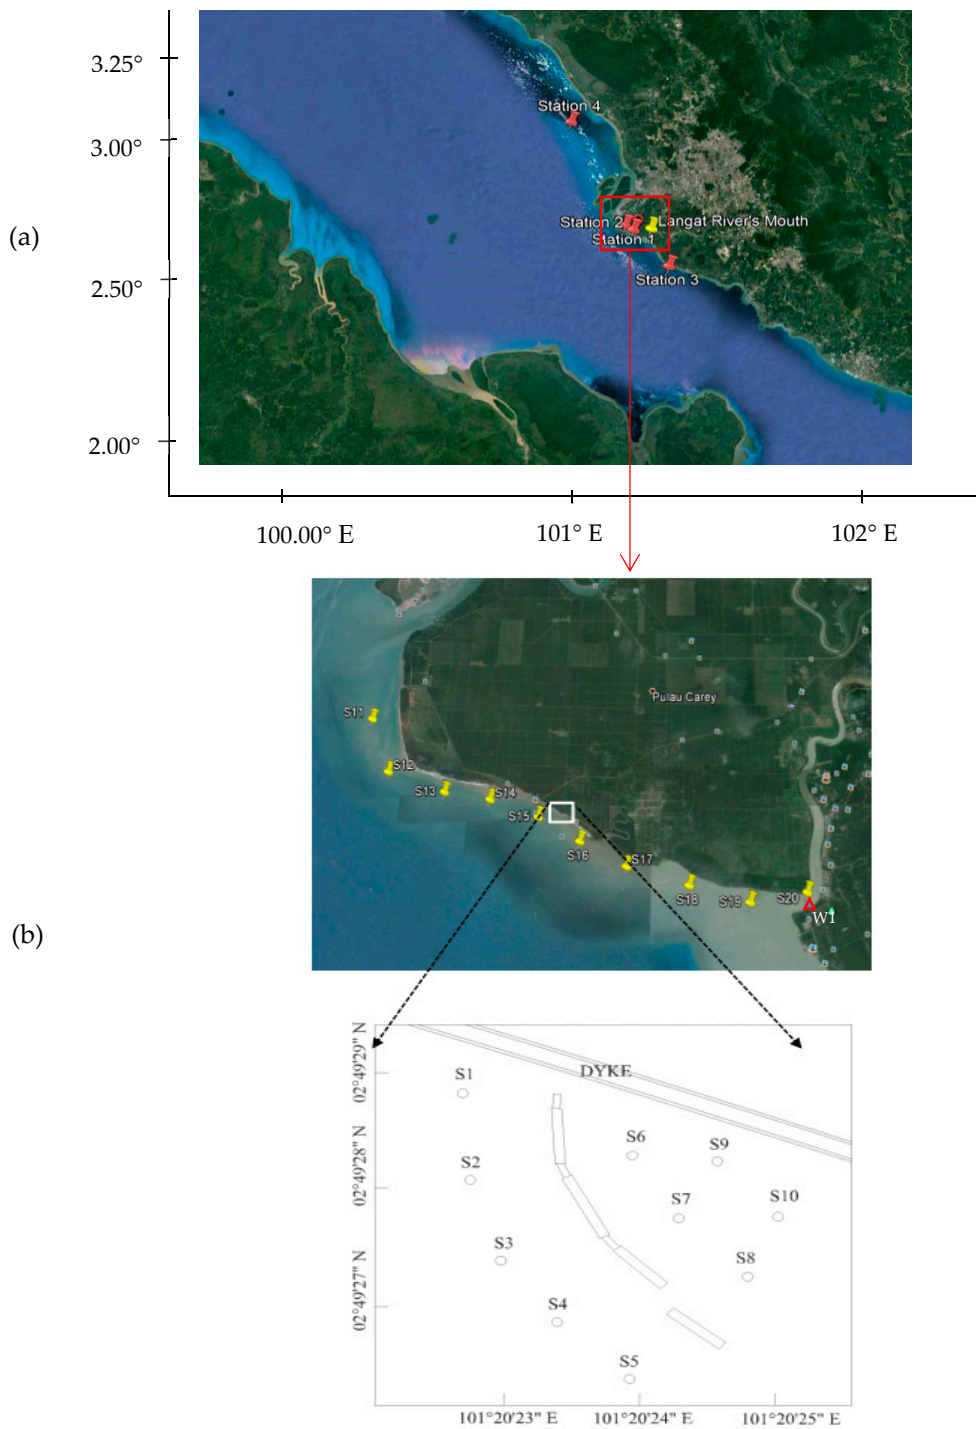 (a)
3.25°
3.00°
2.50°
2.00°
Station 4
Station 2
Langat River's Mouth
Station 1
Station 3
100.00° E
101° E
102° E
(b)
Pulau Carey
S11
S12
S13
S14
S15
S16
S17
S18
S19
S20
W1
02°49'29" N
02°49'28" N
02°49'27" N
DYKE
S1
S6
S9
S2
S7
S10
S3
S8
S4
S5
101°20'23" E
101°20'24" E
101°20'25" E